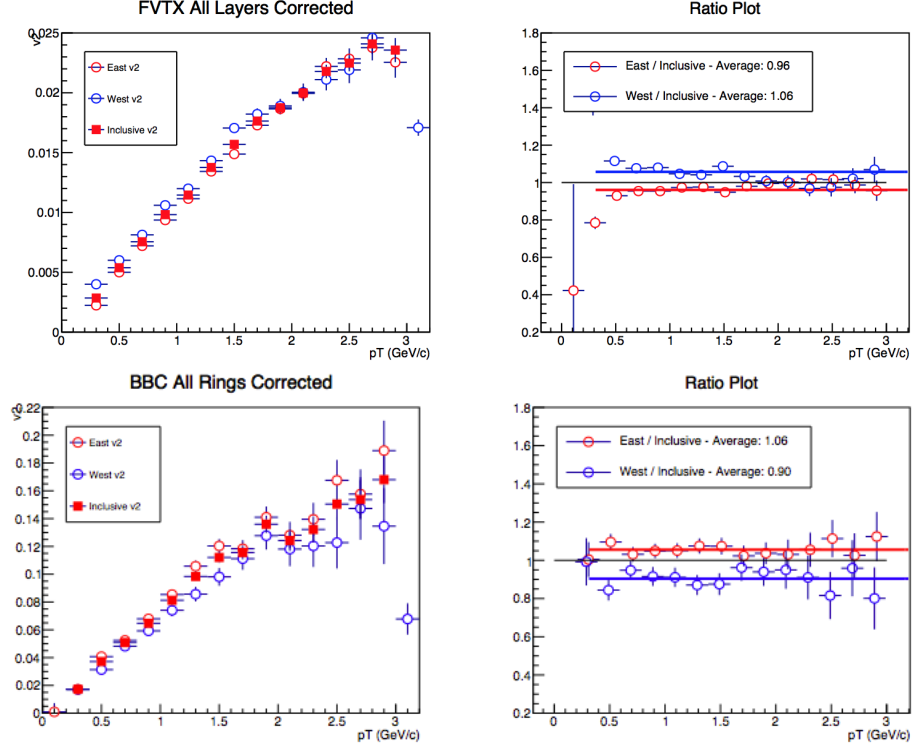 FVTX All Layers Corrected
v2
0.025
0.02
0.015
0.01
0.005
0
East v2
West v2
Inclusive v2
0 0.5 1 1.5 2 2.5 3
pT (GeV/c)
Ratio Plot
1.8
1.6
1.4
1.2
1
0.8
0.6
0.4
0.2
East / Inclusive - Average: 0.96
West / Inclusive - Average: 1.06
0 0.5 1 1.5 2 2.5 3
pT (GeV/c)
BBC All Rings Corrected
v2
0.22
0.2
0.18
0.16
0.14
0.12
0.1
0.08
0.06
0.04
0.02
0
East v2
West v2
Inclusive v2
0.5 1 1.5 2 2.5 3
pT (GeV/c)
Ratio Plot
1.8
1.6
1.4
1.2
1
0.8
0.6
0.4
0.2
East / Inclusive - Average: 1.06
West / Inclusive - Average: 0.90
0 0.5 1 1.5 2 2.5 3
pT (GeV/c)